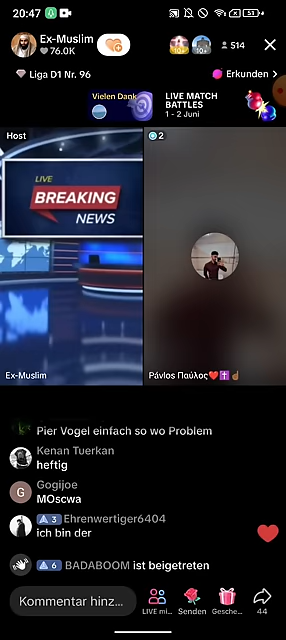 20:47
51
Ex-Muslim
76.0K
514
Liga D1 Nr. 96
Erkunden >
Vielen Dank
LIVE MATCH
BATTLES
1 - 2 Juni
Host
2
LIVE
BREAKING
NEWS
Ex-Muslim
Pávlos Παύλος❤️✝️☝🏾
Pier Vogel einfach so wo Problem
Kenan Tuerkan
heftig
G
Gogijoe
MOscwa
3 Ehrenwertiger6404
ich bin der
6 BADABOOM ist beigetreten
Kommentar hinz...
LIVE mi...
Senden
Gesche...
44